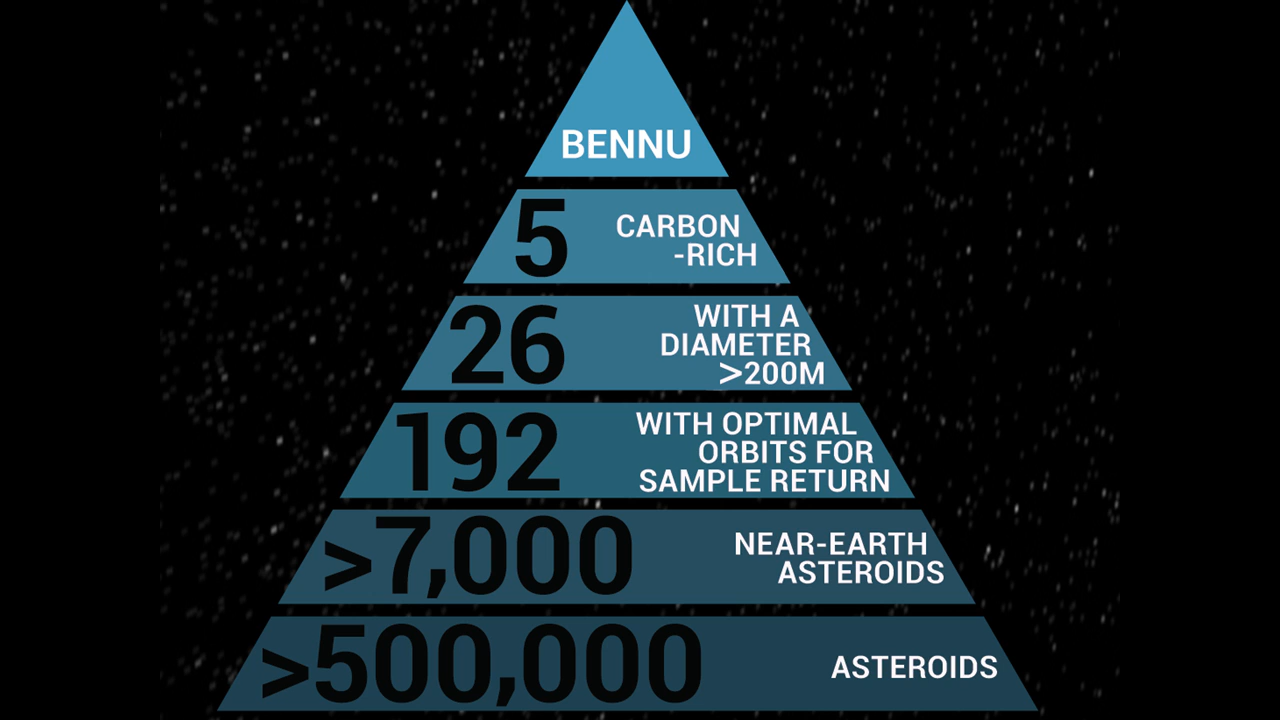 BENNU
5 CARBON
-RICH
26 WITH A
DIAMETER
>200M
192 WITH OPTIMAL
ORBITS FOR
SAMPLE RETURN
>7,000 NEAR-EARTH
ASTEROIDS
>500,000 ASTEROIDS